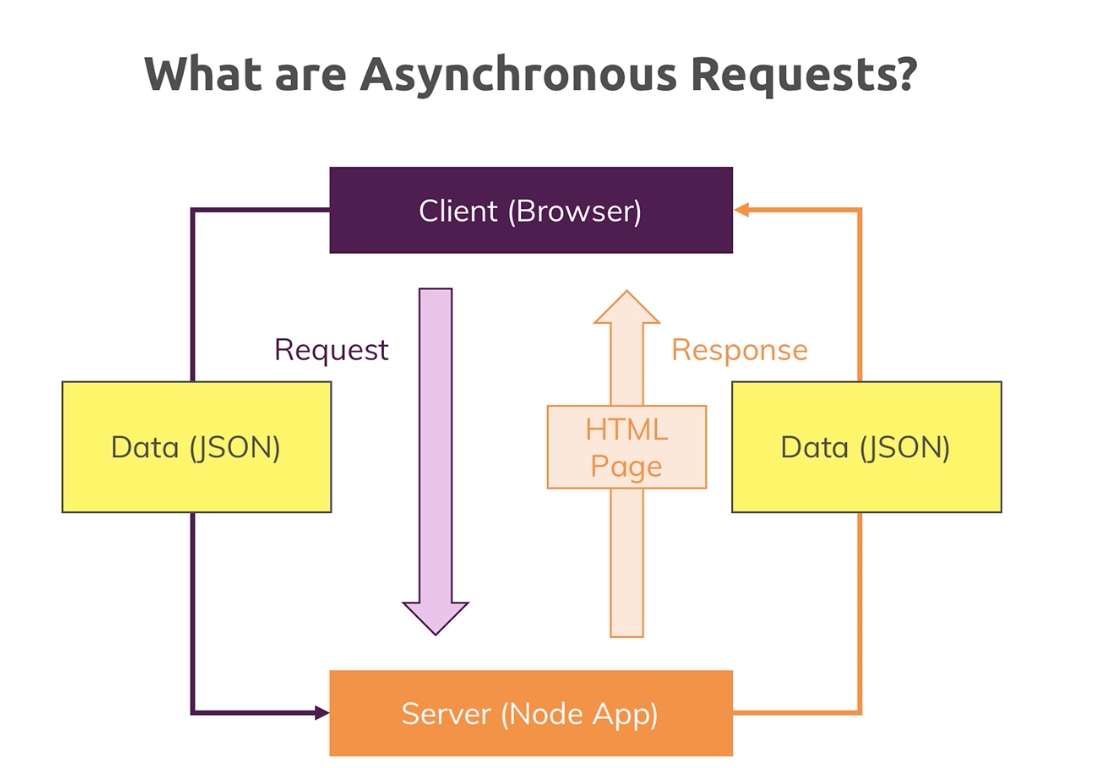 What are Asynchronous Requests?
Client (Browser)
Request
Response
Data (JSON)
HTML
Page
Data (JSON)
Server (Node App)